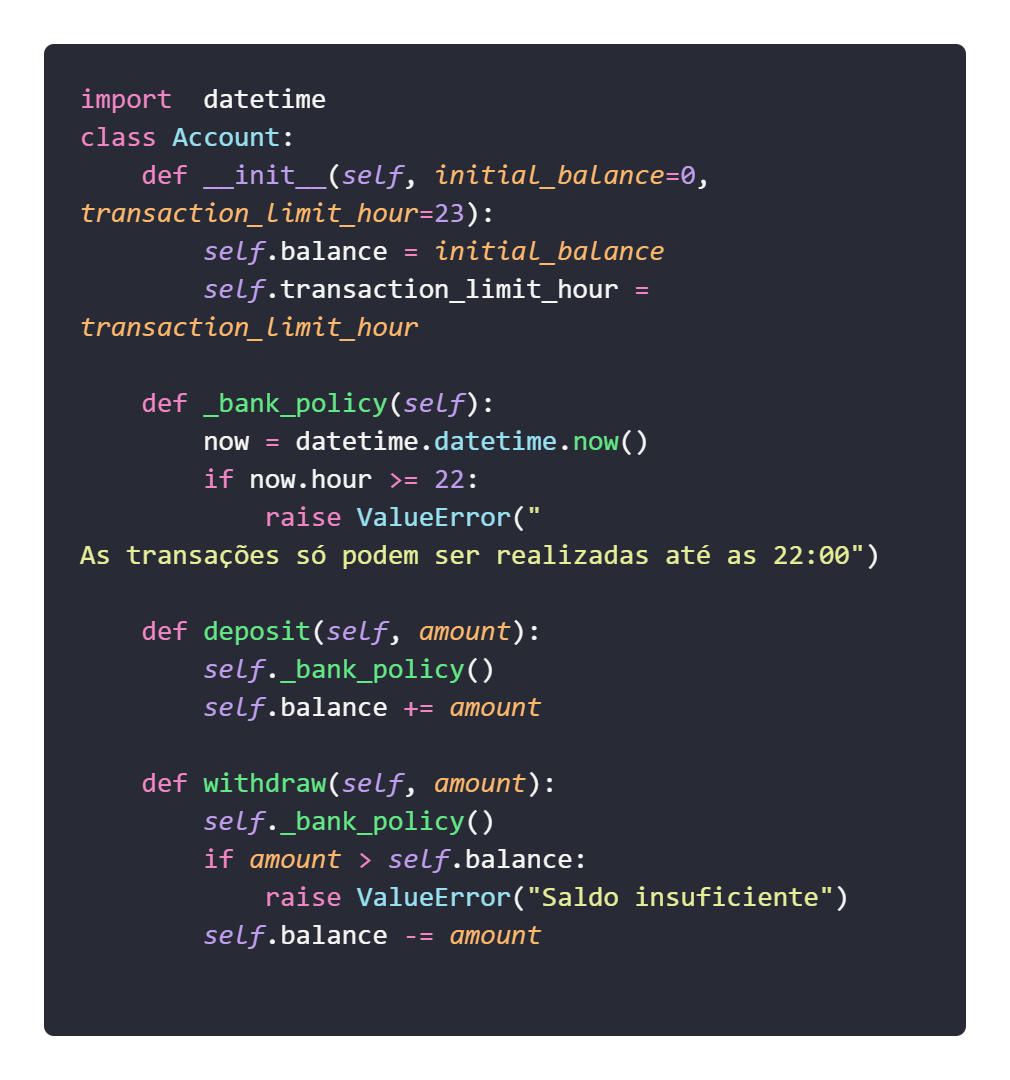 import  datetime
class Account:
    def __init__(self, initial_balance=0,
transaction_limit_hour=23):
        self.balance = initial_balance
        self.transaction_limit_hour =
transaction_limit_hour

    def _bank_policy(self):
        now = datetime.datetime.now()
        if now.hour >= 22:
            raise ValueError("
As transações só podem ser realizadas até as 22:00")

    def deposit(self, amount):
        self._bank_policy()
        self.balance += amount

    def withdraw(self, amount):
        self._bank_policy()
        if amount > self.balance:
            raise ValueError("Saldo insuficiente")
        self.balance -= amount